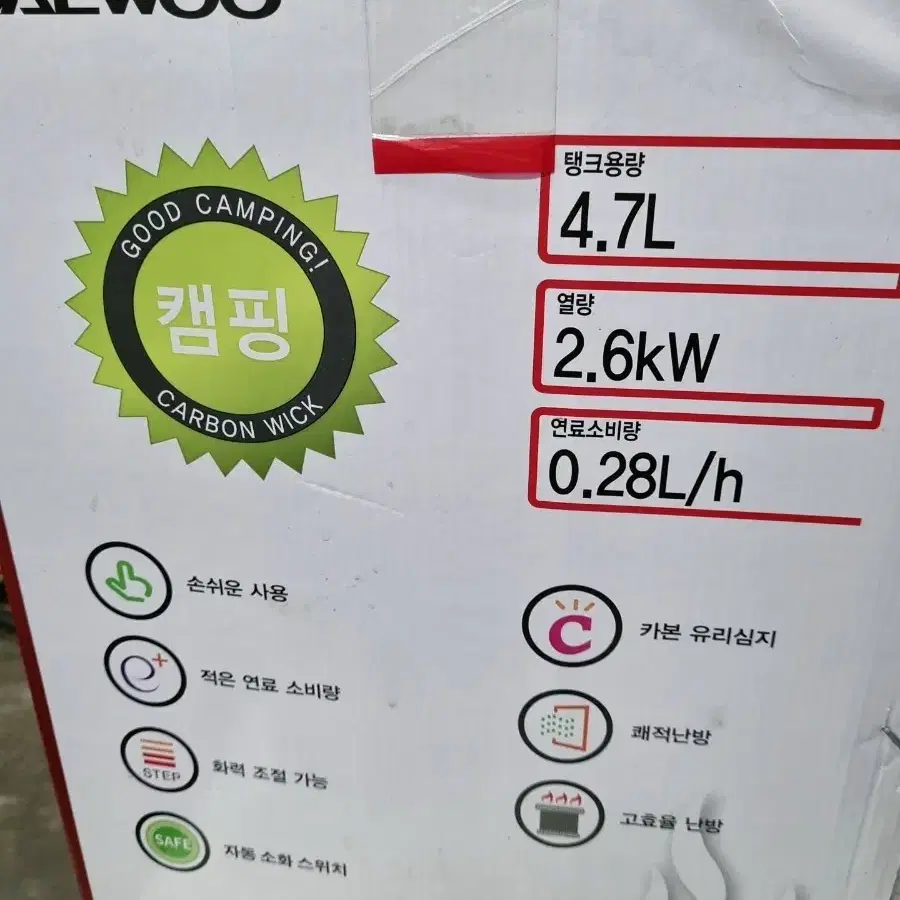 DAEWOO
GOOD CAMPING!
캠핑
CARBON WICK
탱크용량
4.7L
열량
2.6kW
연료소비량
0.28L/h
손쉬운 사용
적은 연료 소비량
STEP
화력 조절 가능
SAFE
자동 소화 스위치
C
카본 유리심지
쾌적난방
고효율 난방